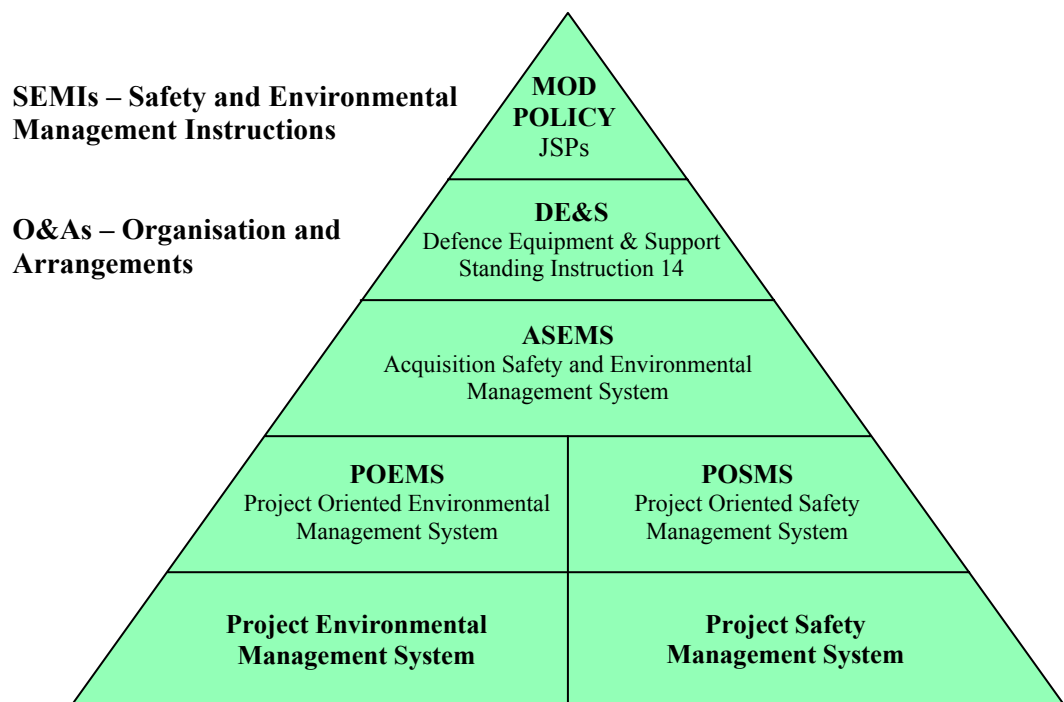 SEMIs – Safety and Environmental
Management Instructions
O&As – Organisation and
Arrangements
MOD
POLICY
JSPs
DE&S
Defence Equipment & Support
Standing Instruction 14
ASEMS
Acquisition Safety and Environmental
Management System
POEMS
Project Oriented Environmental
Management System
POSMS
Project Oriented Safety
Management System
Project Environmental
Management System
Project Safety
Management System